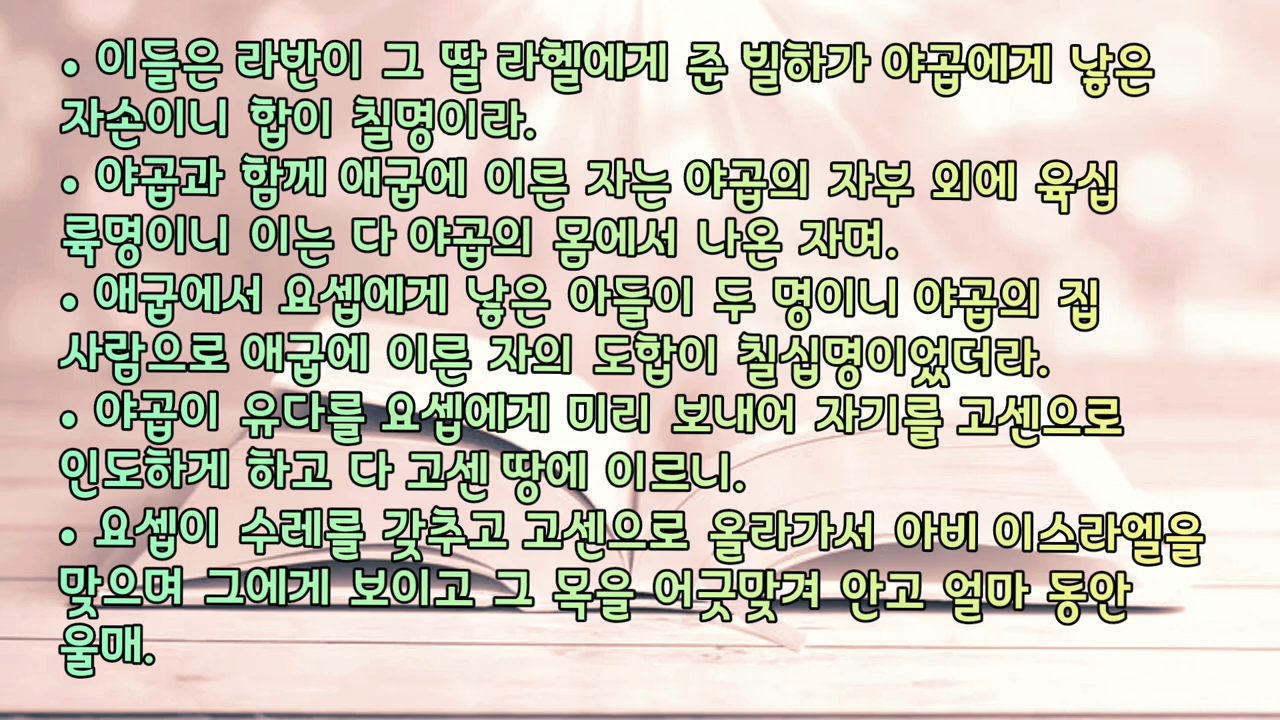 • 이들은 라반이 그 딸 라헬에게 준 빌하가 야곱에게 낳은
자손이니 합이 칠명이라.
• 야곱과 함께 애굽에 이른 자는 야곱의 자부 외에 육십
륙명이니 이는 다 야곱의 몸에서 나온 자며.
• 애굽에서 요셉에게 낳은 아들이 두 명이니 야곱의 집
사람으로 애굽에 이른 자의 도합이 칠십명이었더라.
• 야곱이 유다를 요셉에게 미리 보내어 자기를 고센으로
인도하게 하고 다 고센 땅에 이르니.
• 요셉이 수레를 갖추고 고센으로 올라가서 아비 이스라엘을
맞으며 그에게 보이고 그 목을 어긋맞겨 안고 얼마 동안
울매.